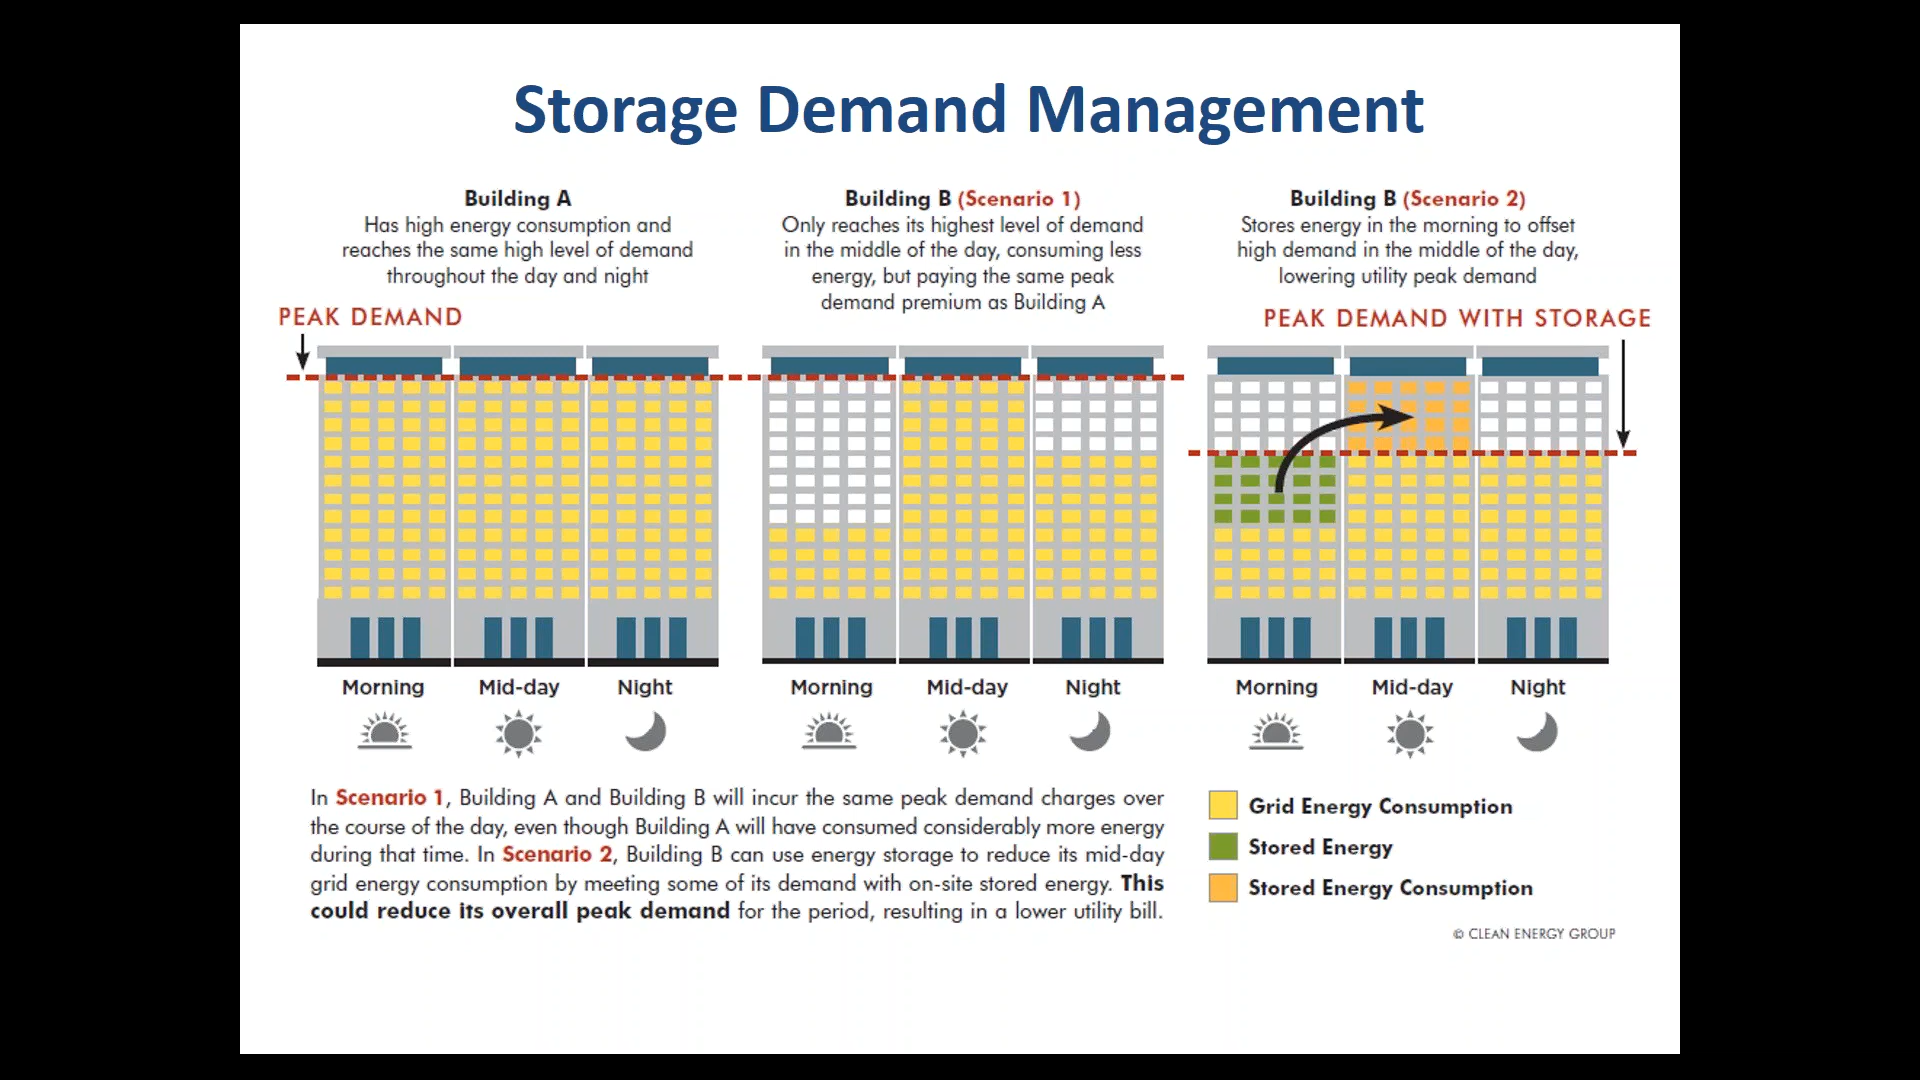 Storage Demand Management
Building A
Has high energy consumption and
reaches the same high level of demand
throughout the day and night
Building B (Scenario 1)
Only reaches its highest level of demand
in the middle of the day, consuming less
energy, but paying the same peak
demand premium as Building A
Building B (Scenario 2)
Stores energy in the morning to offset
high demand in the middle of the day,
lowering utility peak demand
PEAK DEMAND
PEAK DEMAND WITH STORAGE
Morning
Mid-day
Night
Morning
Mid-day
Night
Morning
Mid-day
Night
In Scenario 1, Building A and Building B will incur the same peak demand charges over
the course of the day, even though Building A will have consumed considerably more energy
during that time. In Scenario 2, Building B can use energy storage to reduce its mid-day
grid energy consumption by meeting some of its demand with on-site stored energy. This
could reduce its overall peak demand for the period, resulting in a lower utility bill.
Grid Energy Consumption
Stored Energy
Stored Energy Consumption
© CLEAN ENERGY GROUP